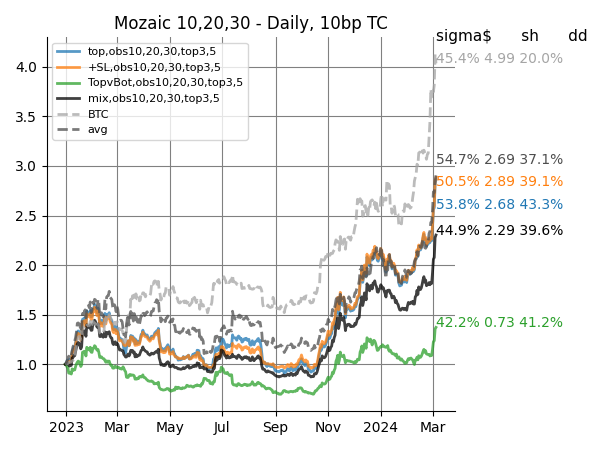 Mozaic 10,20,30 - Daily, 10bp TC
sigma$ sh dd
top,obs10,20,30,top3,5
+SL,obs10,20,30,top3,5
TopvBot,obs10,20,30,top3,5
mix,obs10,20,30,top3,5
BTC
avg
45.4% 4.99 20.0%
54.7% 2.69 37.1%
50.5% 2.89 39.1%
53.8% 2.68 43.3%
44.9% 2.29 39.6%
42.2% 0.73 41.2%
4.0
3.5
3.0
2.5
2.0
1.5
1.0
2023 Mar May Jul Sep Nov 2024 Mar